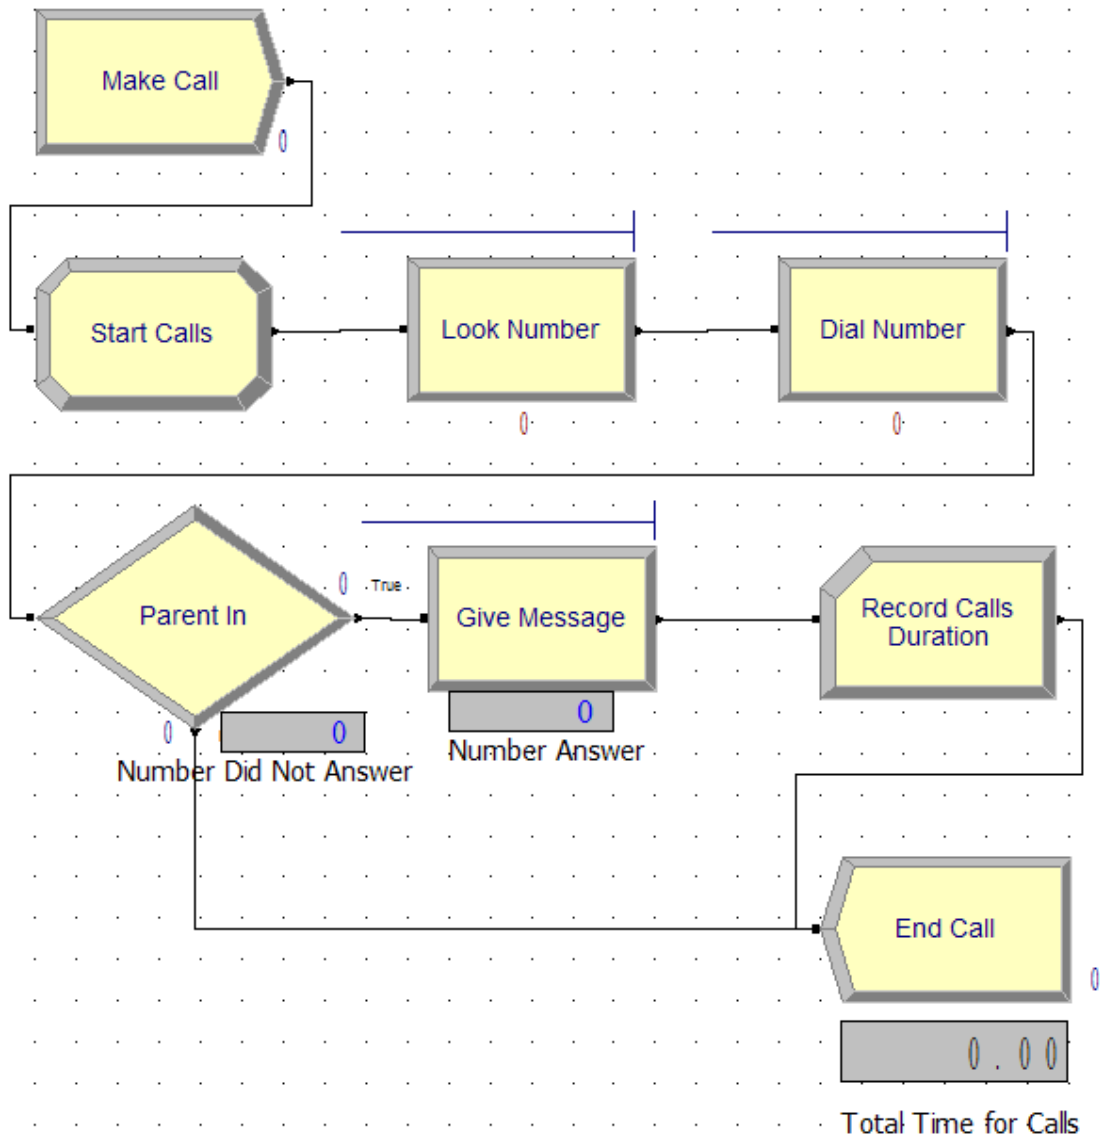 Make Call
0
Start Calls
Look Number
Dial Number
0
0
Parent In
0
True
Give Message
Record Calls
Duration
0
0
Number Did Not Answer
0
Number Answer
End Call
0
0.00
Total Time for Calls